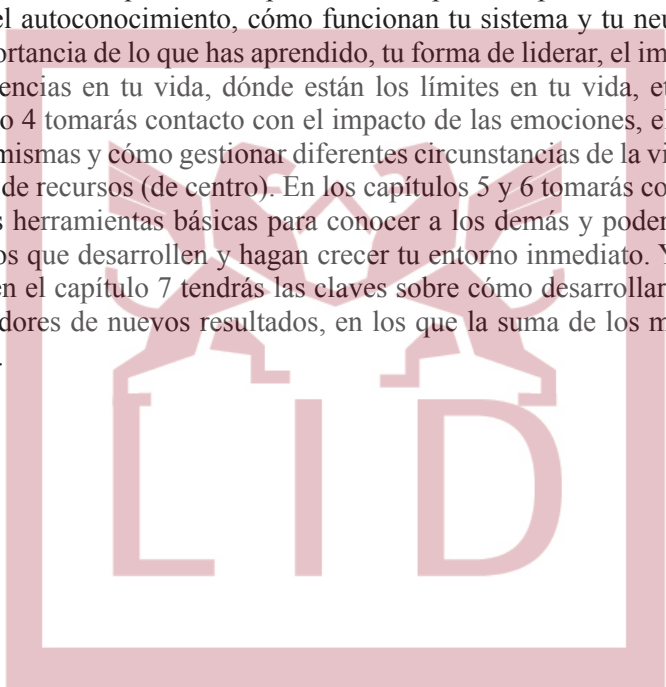 el autoconocimiento, cómo funcionan tu sistema y tu neu
ortancia de lo que has aprendido, tu forma de liderar, el im
encias en tu vida, dónde están los límites en tu vida, et
o 4 tomarás contacto con el impacto de las emociones, el
mismas y cómo gestionar diferentes circunstancias de la vi
de recursos (de centro). En los capítulos 5 y 6 tomarás co
s herramientas básicas para conocer a los demás y poder
os que desarrollen y hagan crecer tu entorno inmediato. Y
en el capítulo 7 tendrás las claves sobre cómo desarrollar
dores de nuevos resultados, en los que la suma de los m
LID